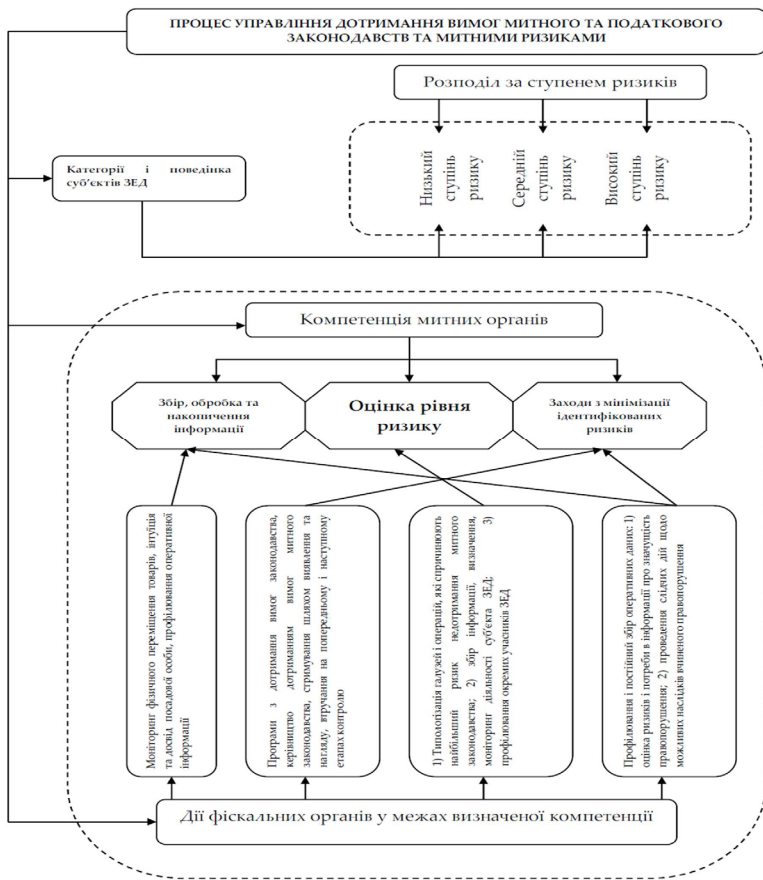 ПРОЦЕС УПРАВЛІННЯ ДОТРИМАННЯ ВИМОГ МИТНОГО ТА ПОДАТКОВОГО
ЗАКОНОДАВСТВ ТА МИТНИМИ РИЗИКАМИ
Розподіл за ступенем ризиків
Категорії і поведінка
суб’єктів ЗЕД
Низький
ступінь
ризику
Середній
ступінь
ризику
Високий
ступінь
ризику
Компетенція митних органів
Збір, обробка та
накопичення
інформації
Оцінка рівня
ризику
Заходи з мінімізації
ідентифікованих
ризиків
Моніторинг фізичного переміщення товарів, інтуїція
та досвід посадової особи, профілювання оперативної
інформації
Програми з дотримання вимог законодавства,
керівництво дотриманням вимог митного
законодавства, стримування шляхом виявлення та
нагляду, втручання на попередньому і наступному
етапах контролю
1) Типологізація галузей і операцій, які спричинюють
найбільший ризик недотримання митного
законодавства; 2) збір інформації, визначення,
моніторинг діяльності суб’єкта ЗЕД; 3)
профілювання окремих учасників ЗЕД
Профілювання і постійний збір оперативних даних: 1)
оцінка ризиків і потреби в інформації про значущість
правопорушення; 2) проведення слідчих дій щодо
можливих наслідків вчиненого правопорушення
Дії фіскальних органів у межах визначеної компетенції